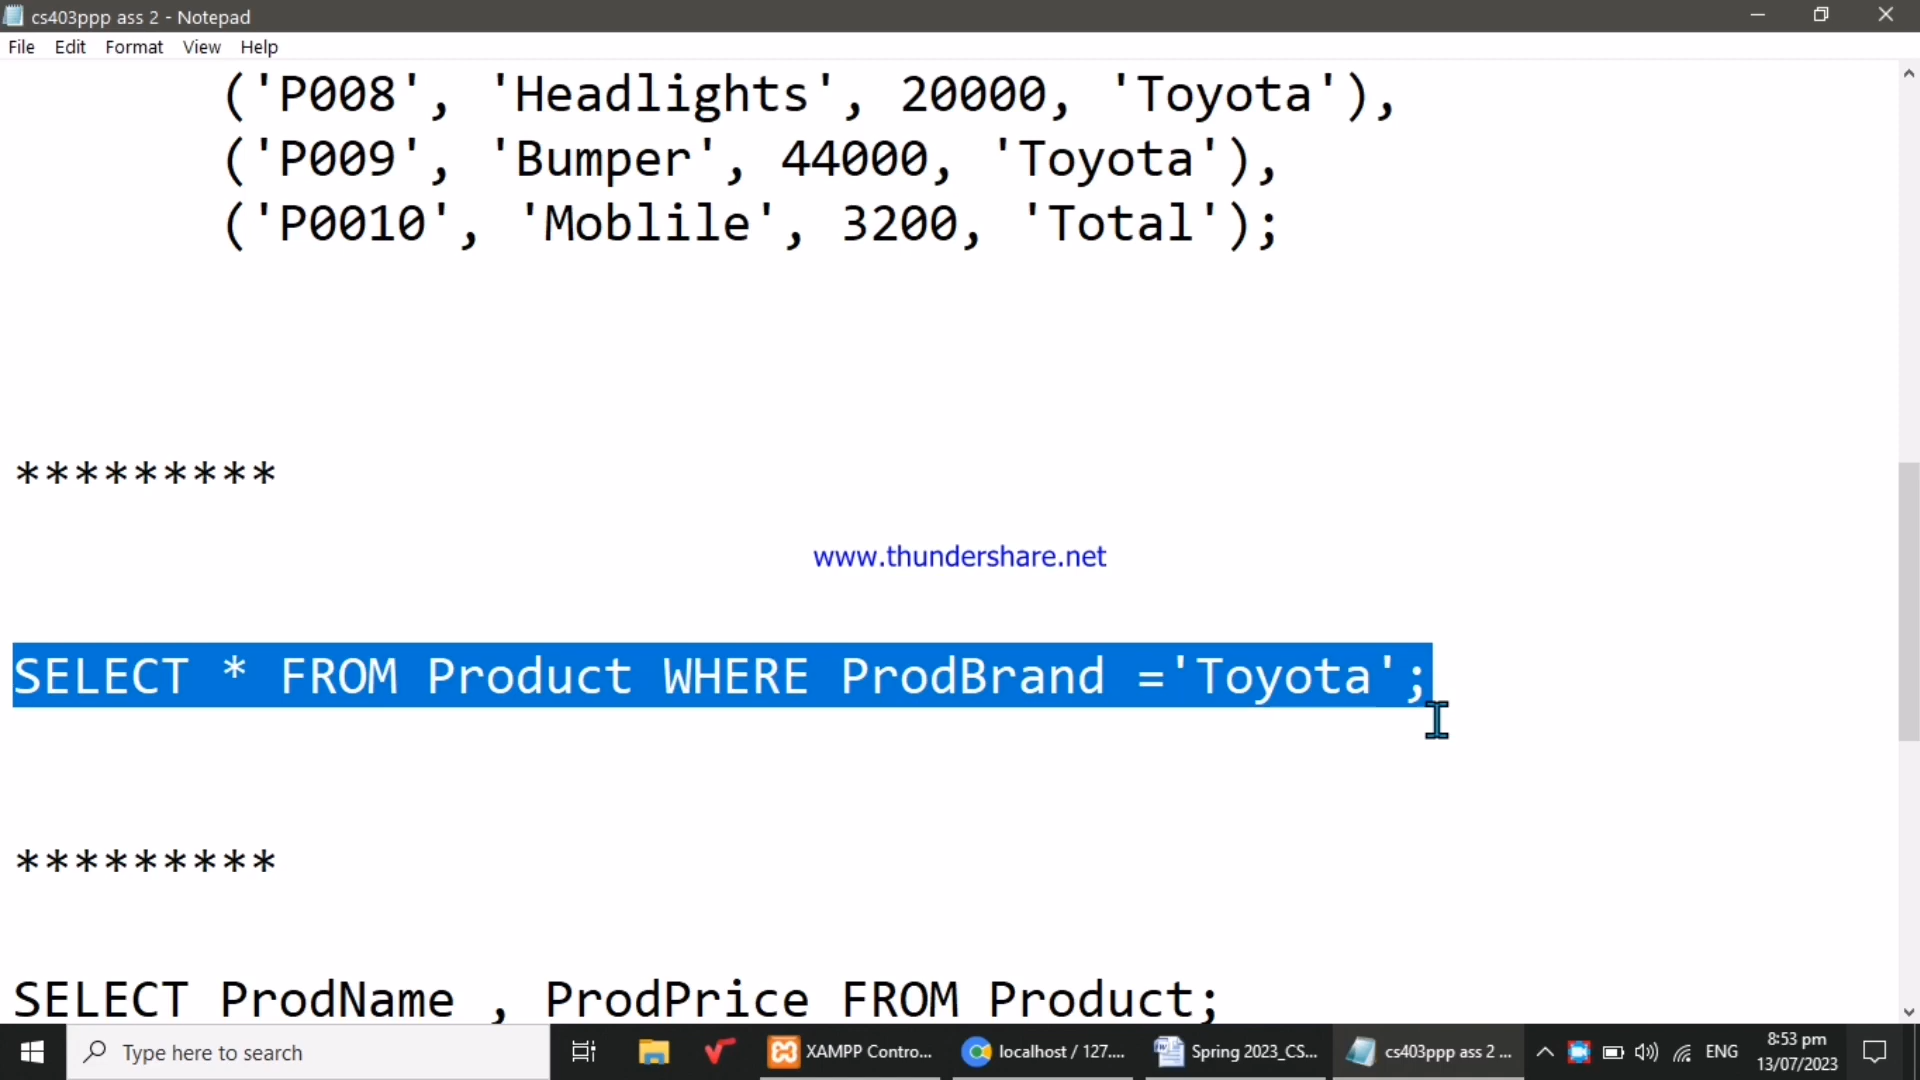 cs403ppp ass 2 - Notepad
File Edit Format View Help
('P008', 'Headlights', 20000, 'Toyota'),
('P009', 'Bumper', 44000, 'Toyota'),
('P0010', 'Moblile', 3200, 'Total');
*********
www.thundershare.net
SELECT * FROM Product WHERE ProdBrand ='Toyota';
*********
SELECT ProdName , ProdPrice FROM Product;
Type here to search
XAMPP Contro...
localhost / 127....
Spring 2023_CS...
cs403ppp ass 2 ...
ENG
8:53 pm
13/07/2023